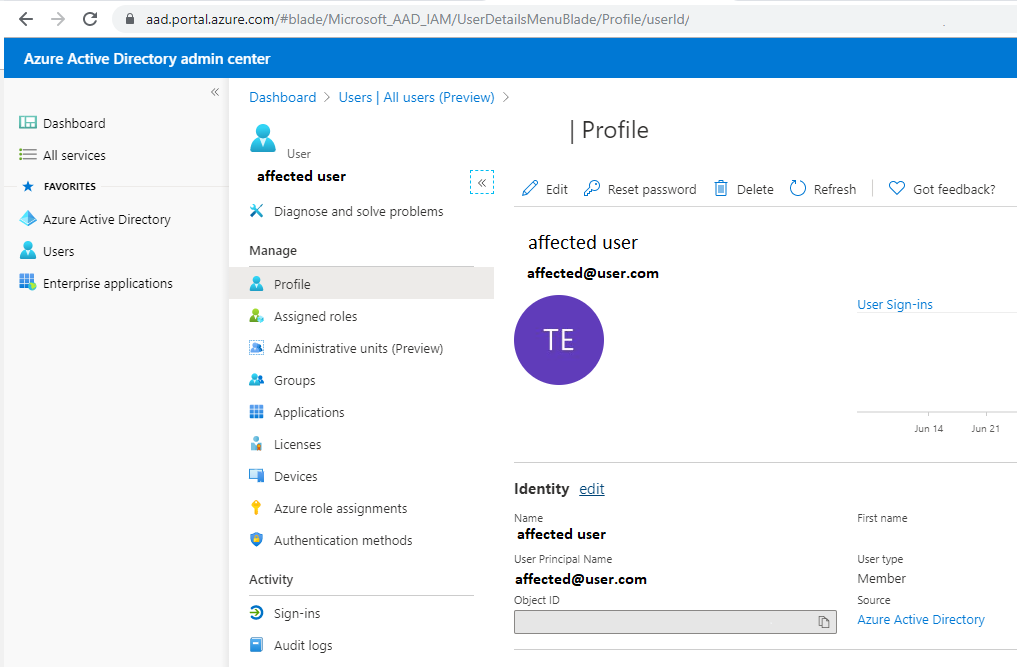 aad.portal.azure.com/#blade/Microsoft_AAD_IAM/UserDetailsMenuBlade/Profile/userId/
Azure Active Directory admin center
«
Dashboard
All services
FAVORITES
Azure Active Directory
Users
Enterprise applications
Dashboard > Users | All users (Preview) >
| Profile
User
affected user
«
Diagnose and solve problems
Manage
Profile
Assigned roles
Administrative units (Preview)
Groups
Applications
Licenses
Devices
Azure role assignments
Authentication methods
Activity
Sign-ins
Audit logs
Edit Reset password Delete Refresh | Got feedback?
affected user
affected@user.com
TE
User Sign-ins
Jun 14 Jun 21
Identity edit
Name
affected user
First name
User Principal Name
affected@user.com
User type
Member
Object ID
Source
Azure Active Directory